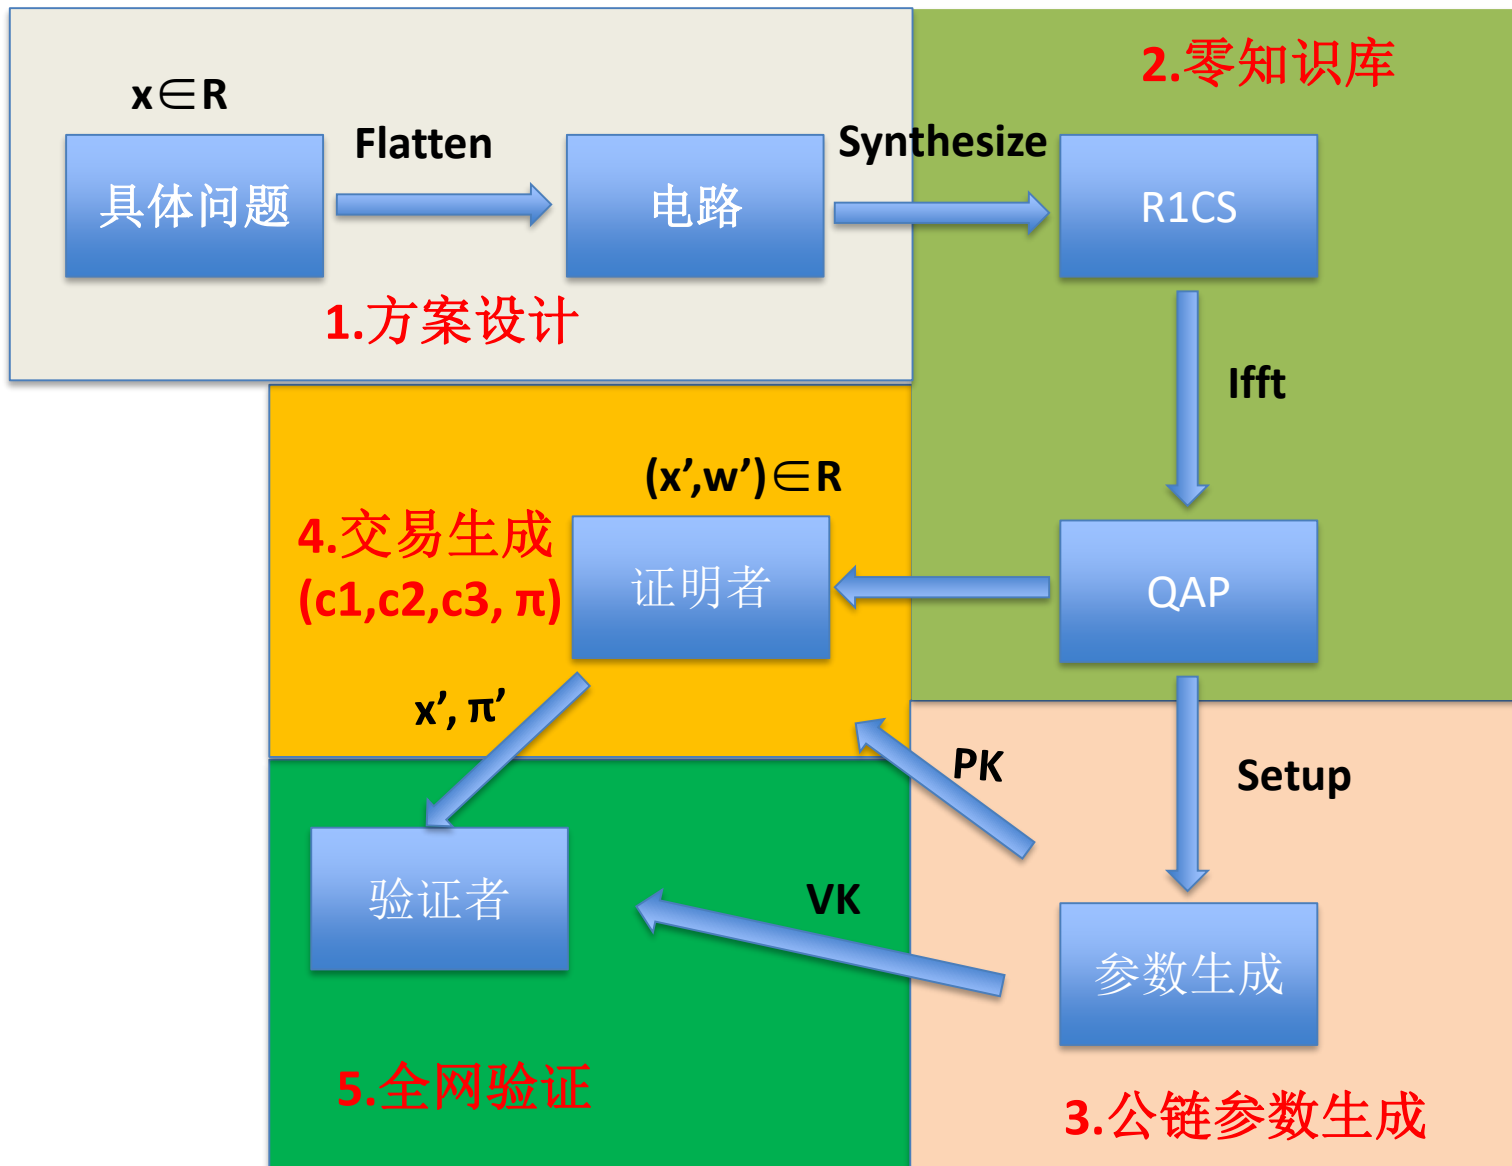 x∈R
具体问题
Flatten
电路
1.方案设计
Synthesize
2.零知识库
R1CS
Ifft
QAP
Setup
参数生成
3.公链参数生成
PK
VK
(x’,w’)∈R
证明者
4.交易生成
(c1,c2,c3, π)
x’, π’
验证者
5.全网验证